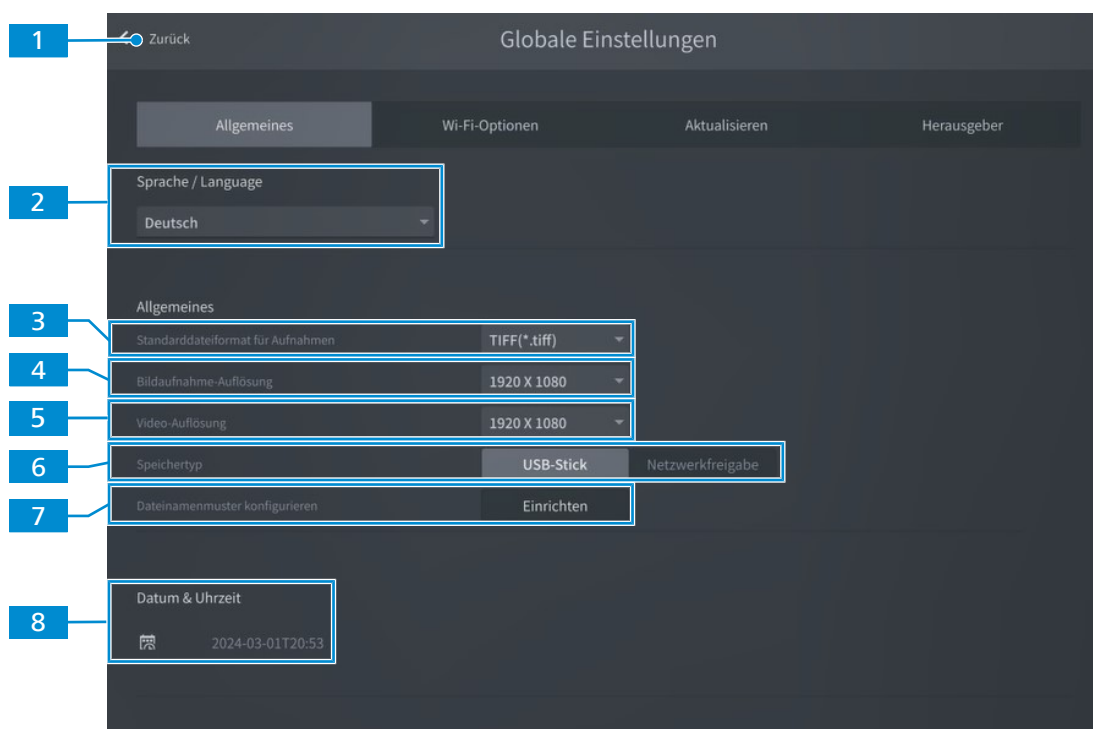 1
Zurück
Globale Einstellungen
Allgemeines Wi-Fi-Optionen Aktualisieren Herausgeber
2
Sprache / Language
Deutsch
Allgemeines
3
Standarddateiformat für Aufnahmen TIFF(*.tiff)
4
Bildaufnahme-Auflösung 1920 X 1080
5
Video-Auflösung 1920 X 1080
6
Speichertyp USB-Stick Netzwerkfreigabe
7
Dateinamenmuster konfigurieren Einrichten
8
Datum & Uhrzeit
2024-03-01T20:53